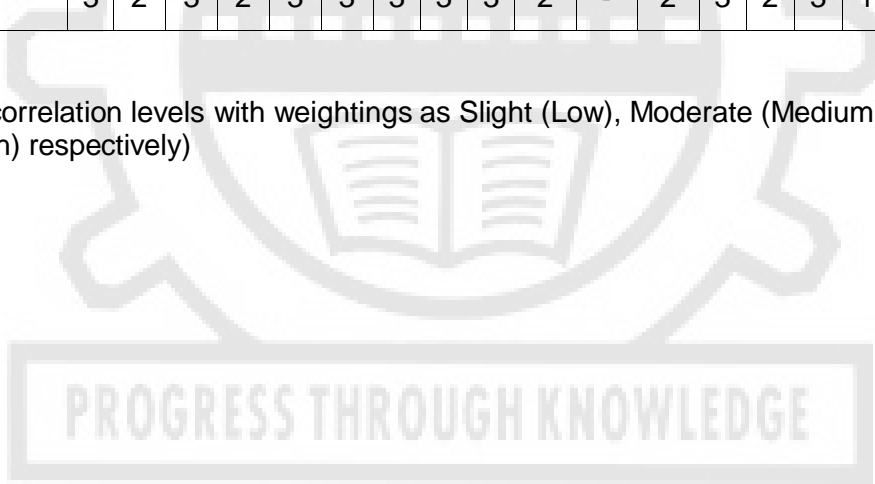 3 2 3 2 3 3 3 3 3 2 - 2 3 2 3 1
correlation levels with weightings as Slight (Low), Moderate (Medium
) respectively)
PROGRESS THROUGH KNOWLEDGE